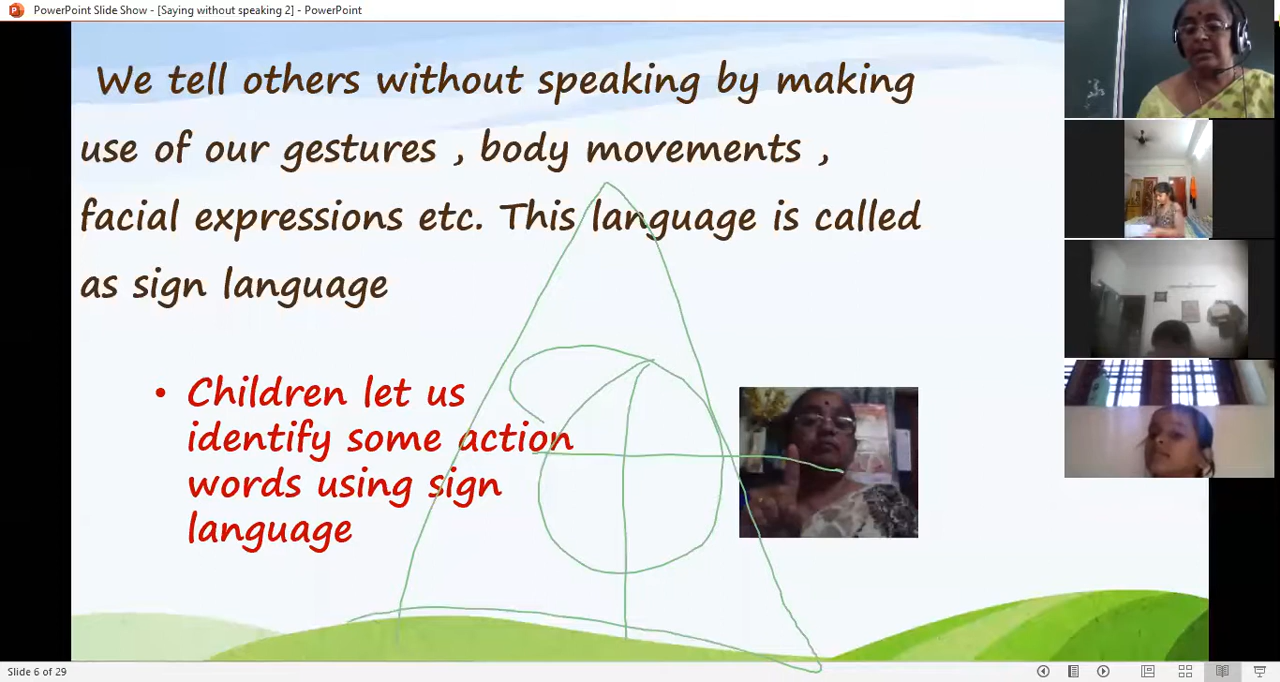 PowerPoint Slide Show - [Saying without speaking 2] - PowerPoint
We tell others without speaking by making
use of our gestures , body movements ,
facial expressions etc. This language is called
as sign language
• Children let us
identify some action
words using sign
language
Slide 6 of 29